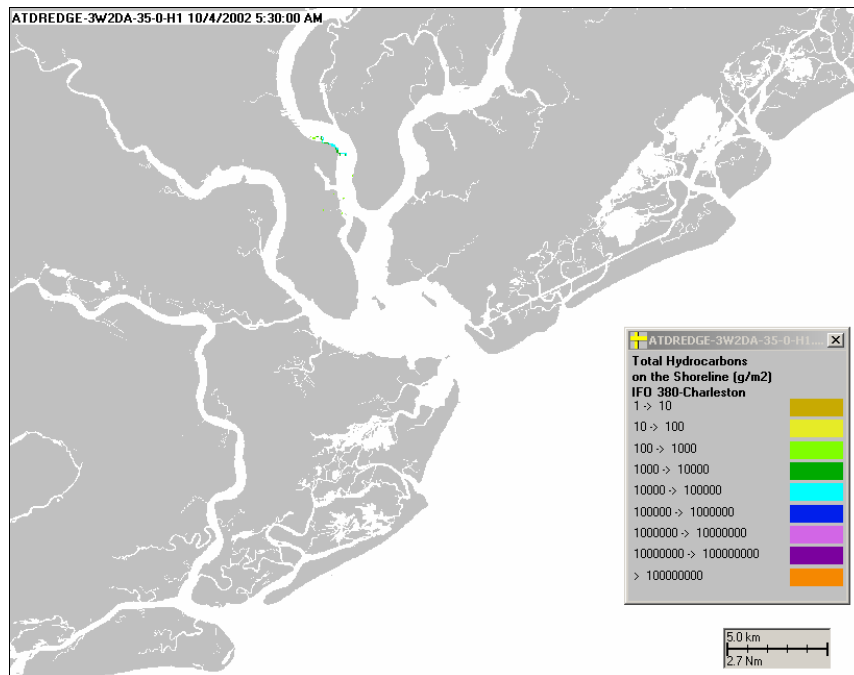 ATDREDGE-3W2DA-35-0-H1 10/4/2002 5:30:00 AM
ATDREDGE-3W2DA-35-0-H1....
Total Hydrocarbons
on the Shoreline (g/m2)
IFO 380-Charleston
1 -> 10
10 -> 100
100 -> 1000
1000 -> 10000
10000 -> 100000
100000 -> 1000000
1000000 -> 10000000
10000000 -> 100000000
> 100000000
5.0 km
2.7 Nm